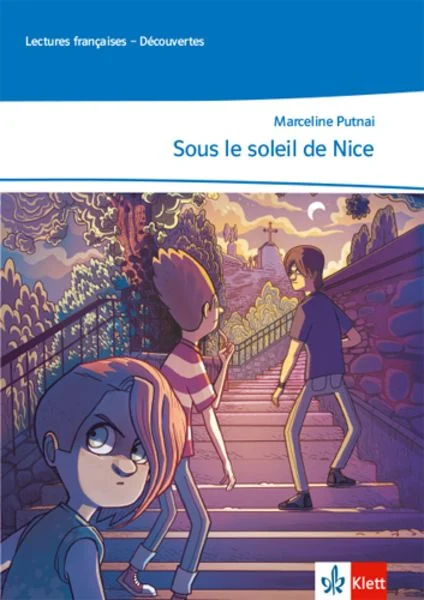 Lectures françaises – Découvertes
Marceline Putnai
Sous le soleil de Nice
Klett